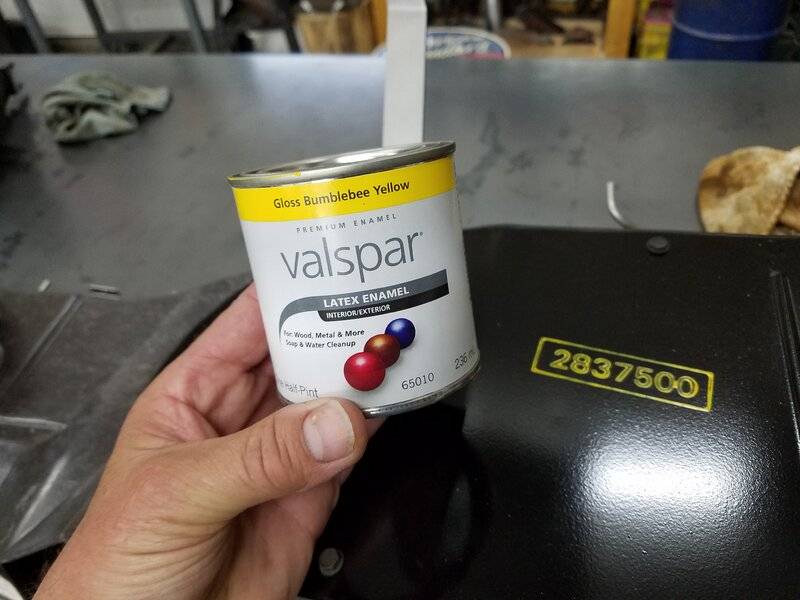 Gloss Bumblebee Yellow
PREMIUM ENAMEL
valspar®
LATEX ENAMEL
INTERIOR/EXTERIOR
For: Wood, Metal & More
Soap & Water Cleanup
Half-Pint
65010
236
2837500